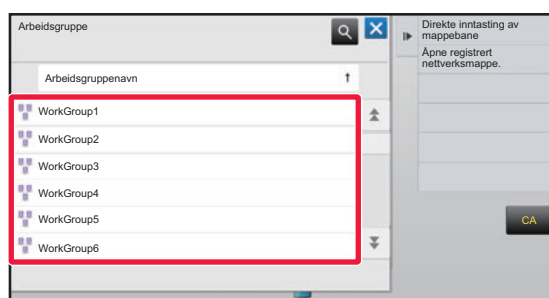 Arbeidsgruppe
Arbeidsgruppenavn
WorkGroup1
WorkGroup2
WorkGroup3
WorkGroup4
WorkGroup5
WorkGroup6
Direkte inntasting av
mappebane
Åpne registrert
nettverksmappe.
CA